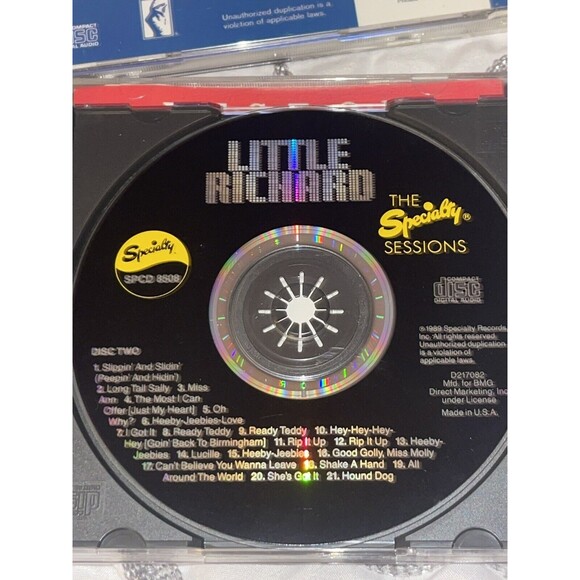 Unauthorized duplication is a
violation of applicable laws.
COMPACT
disc
DIGITAL AUDIO
LITTLE
RICHARD
THE
Specialty®
SESSIONS
Specialty
SPCD 8508
COMPACT
disc
DIGITAL AUDIO
℗1989 Specialty Records,
Inc. All rights reserved.
Unauthorized duplication
is a violation of
applicable laws.
D217082
Mfd. for BMG
Direct Marketing, Inc
under License
Made in U.S.A.
DISC TWO
1. Slippin' And Slidin'
(Peepin' And Hidin')
2. Long Tall Sally 3. Miss
Ann 4. The Most I Can
Offer [Just My Heart] 5. Oh
Why? 6. Heeby-Jeebies-Love
7. I Got It 8. Ready Teddy 9. Ready Teddy 10. Hey-Hey-Hey-
Hey [Goin' Back To Birmingham] 11. Rip It Up 12. Rip It Up 13. Heeby-
Jeebies 14. Lucille 15. Heeby-Jeebies 16. Good Golly, Miss Molly
17. Can't Believe You Wanna Leave 18. Shake A Hand 19. All
Around The World 20. She's Got It 21. Hound Dog